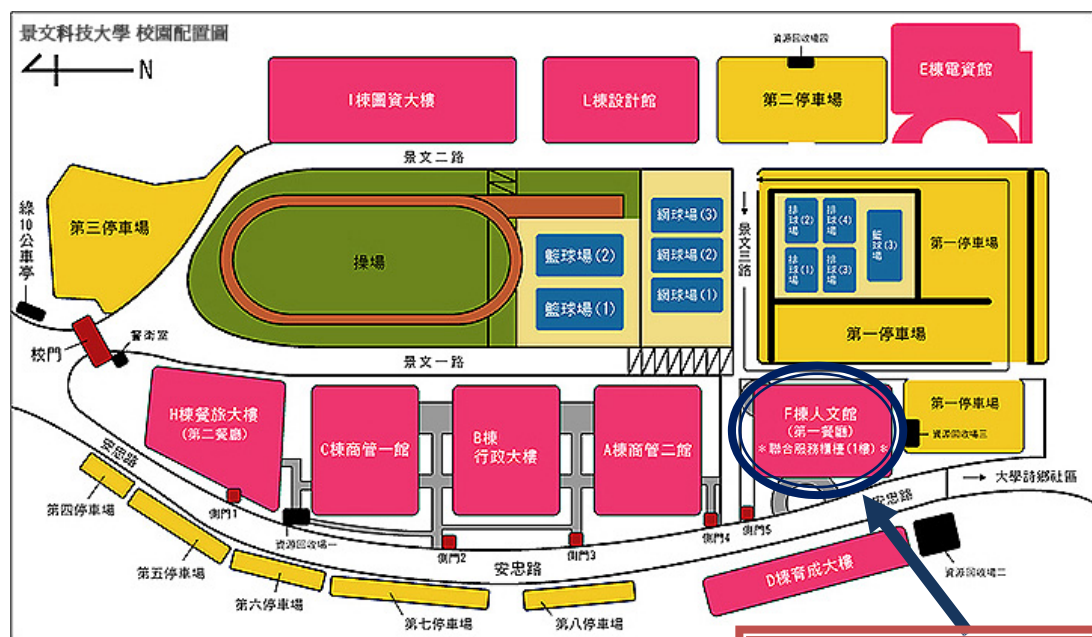 景文科技大學 校園配置圖
N
資源回收場四
E棟電資館
I棟圖資大樓
L棟設計館
第二停車場
景文二路
第三停車場
綠10公車亭
操場
籃球場(2)
籃球場(1)
網球場(3)
網球場(2)
網球場(1)
景文三路
排球(2)
排球(4)
排球(1)
排球(3)
籃球(3)場
第一停車場
第一停車場
校門
警衛室
景文一路
H棟餐旅大樓
(第二餐廳)
C棟商管一館
B棟
行政大樓
A棟商管二館
F棟人文館
(第一餐廳)
*聯合服務櫃檯(1樓)*
第一停車場
資源回收場三
大學詩鄉社區
安忠路
安忠路
安忠路
側門1
資源回收場一
側門2
側門3
側門4
側門5
D棟育成大樓
資源回收場二
第四停車場
第五停車場
第六停車場
第七停車場
第八停車場